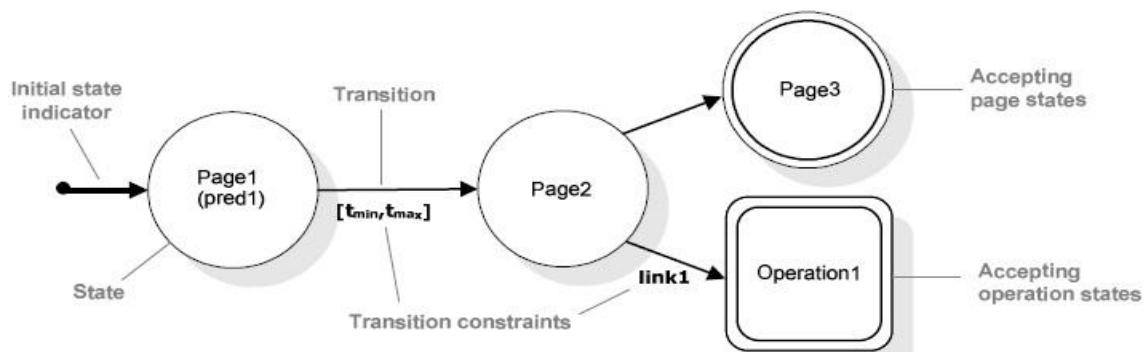 Initial state
indicator
Transition
Page1
(pred1)
[tmin,tmax]
State
Transition constraints
Page2
link1
Page3
Accepting
page states
Operation1
Accepting
operation states